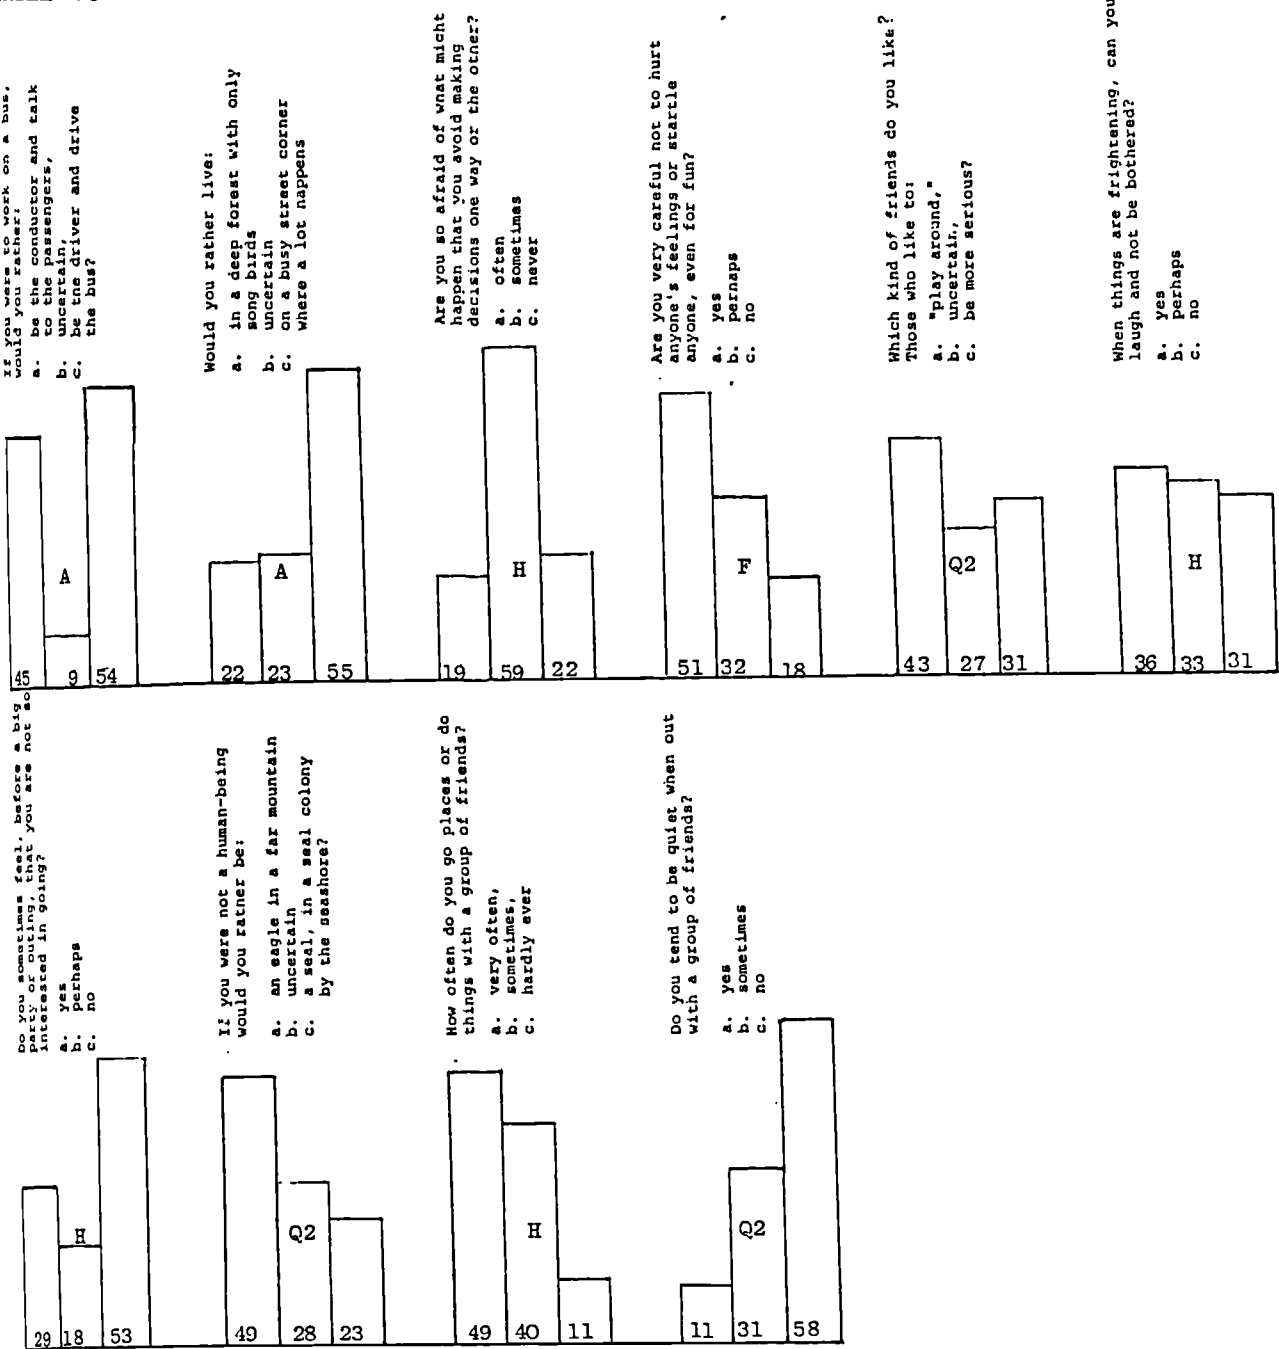 If you were to work on a bus,
would you rather:
a. be the conductor and talk
to the passengers,
b. uncertain,
c. be tne driver and drive
the bus?
A
45 9 54
Would you rather live:
a. in a deep forest with only
song birds
b. uncertain
c. on a busy street corner
where a lot nappens
A
22 23 55
Are you so afraid of wnat micht
happen that you avoid making
decisions one way or the otner?
a. often
b. sometimes
c. never
H
19 59 22
Are you very careful not to hurt
anyone's feelings or startle
anyone, even for fun?
a. yes
b. pernaps
c. no
F
51 32 18
Which kind of friends do you like?
Those who like to:
a. "play around,"
b. uncertain,
c. be more serious?
Q2
43 27 31
When things are frightening, can you
laugh and not be bothered?
a. yes
b. perhaps
c. no
H
36 33 31
Do you sometimes feel, before a big
party or outing, that you are not so
interested in going?
a. yes
b. perhaps
c. no
H
29 18 53
If you were not a human-being
would you ratner be:
a. an eagle in a far mountain
b. uncertain
c. a seal, in a seal colony
by the seashore?
Q2
49 28 23
How often do you go places or do
things with a group of friends?
a. very often,
b. sometimes,
c. hardly ever
H
49 40 11
Do you tend to be quiet when out
with a group of friends?
a. yes
b. sometimes
c. no
Q2
11 31 58